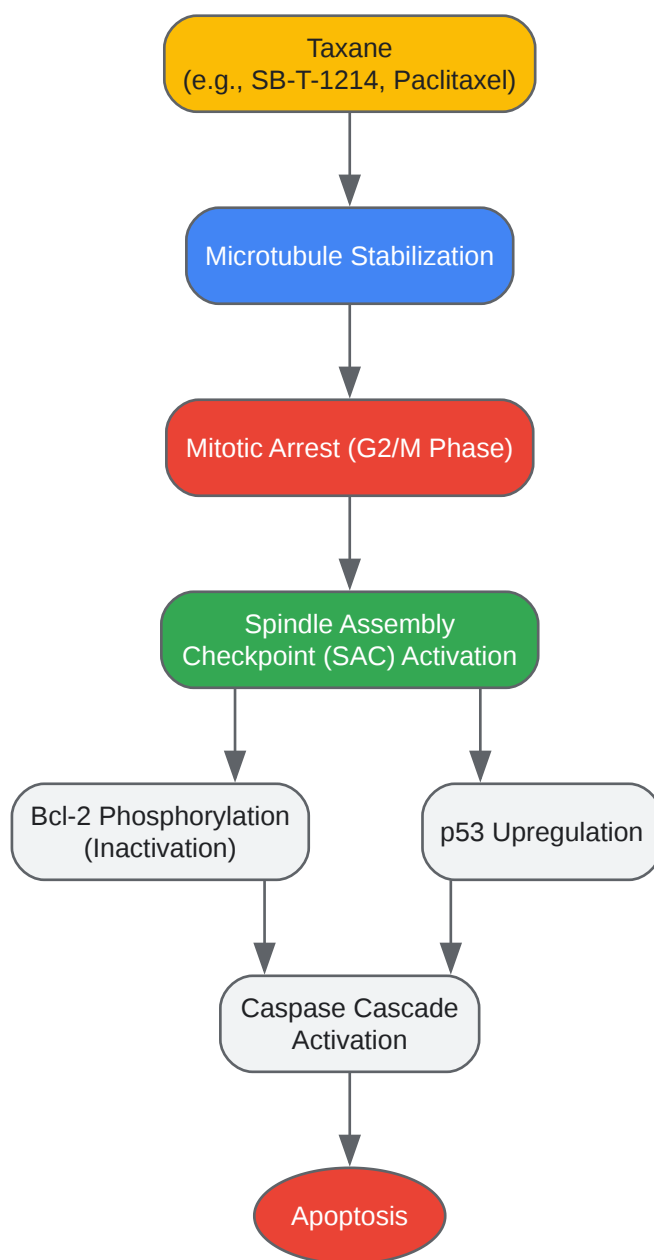 Taxane
(e.g., SB-T-1214, Paclitaxel)
Microtubule Stabilization
Mitotic Arrest (G2/M Phase)
Spindle Assembly
Checkpoint (SAC) Activation
Bcl-2 Phosphorylation
(Inactivation)
p53 Upregulation
Caspase Cascade
Activation
Apoptosis